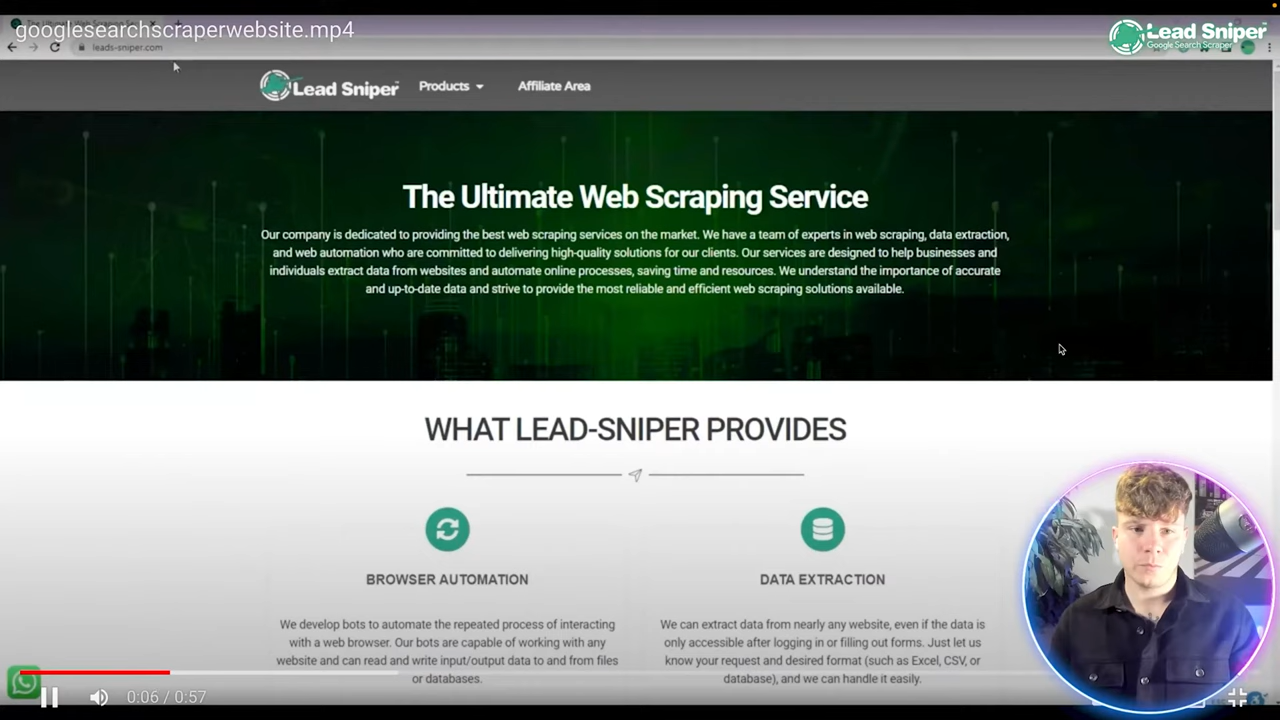 googlesearchscraperwebsite.mp4
Lead Sniper
Google Search Scraper
leads-sniper.com
Lead Sniper™
Products
Affiliate Area
The Ultimate Web Scraping Service
Our company is dedicated to providing the best web scraping services on the market. We have a team of experts in web scraping, data extraction,
and web automation who are committed to delivering high-quality solutions for our clients. Our services are designed to help businesses and
individuals extract data from websites and automate online processes, saving time and resources. We understand the importance of accurate
and up-to-date data and strive to provide the most reliable and efficient web scraping solutions available.
WHAT LEAD-SNIPER PROVIDES
BROWSER AUTOMATION
We develop bots to automate the repeated process of interacting
with a web browser. Our bots are capable of working with any
website and can read and write input/output data to and from files
or databases.
DATA EXTRACTION
We can extract data from nearly any website, even if the data is
only accessible after logging in or filling out forms. Just let us
know your request and desired format (such as Excel, CSV, or
database), and we can handle it easily.
0:06 / 0:57